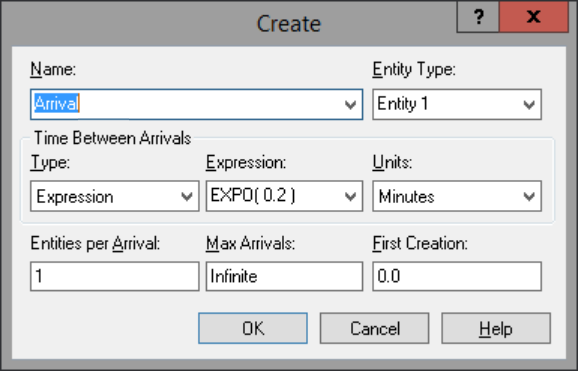 Create
?
x
Name:
Entity Type:
Arrival
Entity 1
Time Between Arrivals
Type:
Expression:
Units:
Expression
EXPO( 0.2 )
Minutes
Entities per Arrival:
Max Arrivals:
First Creation:
1
Infinite
0.0
OK
Cancel
Help